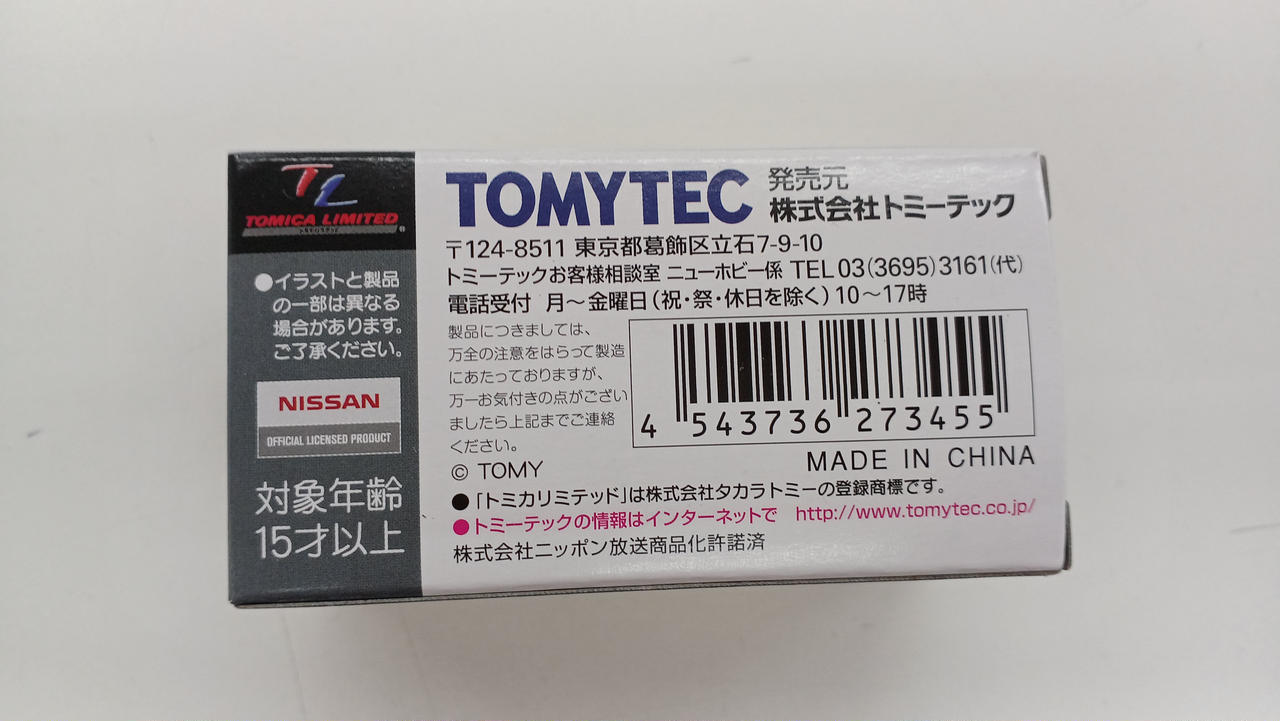 TL
TOMICA LIMITED
●イラストと製品
の一部は異なる
場合があります。
ご了承ください。
NISSAN
OFFICIAL LICENSED PRODUCT
対象年齢
15才以上
TOMYTEC
発売元
株式会社トミーテック
〒124-8511 東京都葛飾区立石7-9-10
トミーテックお客様相談室 ニューホビー係 TEL 03(3695)3161(代)
電話受付 月～金曜日(祝・祭・休日を除く)10～17時
製品につきましては、
万全の注意をはらって製造
にあたっておりますが、
万一お気付きの点がござい
ましたら上記までご連絡
ください。
4 543736 273455
© TOMY
MADE IN CHINA
●「トミカリミテッド」は株式会社タカラトミーの登録商標です。
●トミーテックの情報はインターネットで http://www.tomytec.co.jp/
株式会社ニッポン放送商品化許諾済